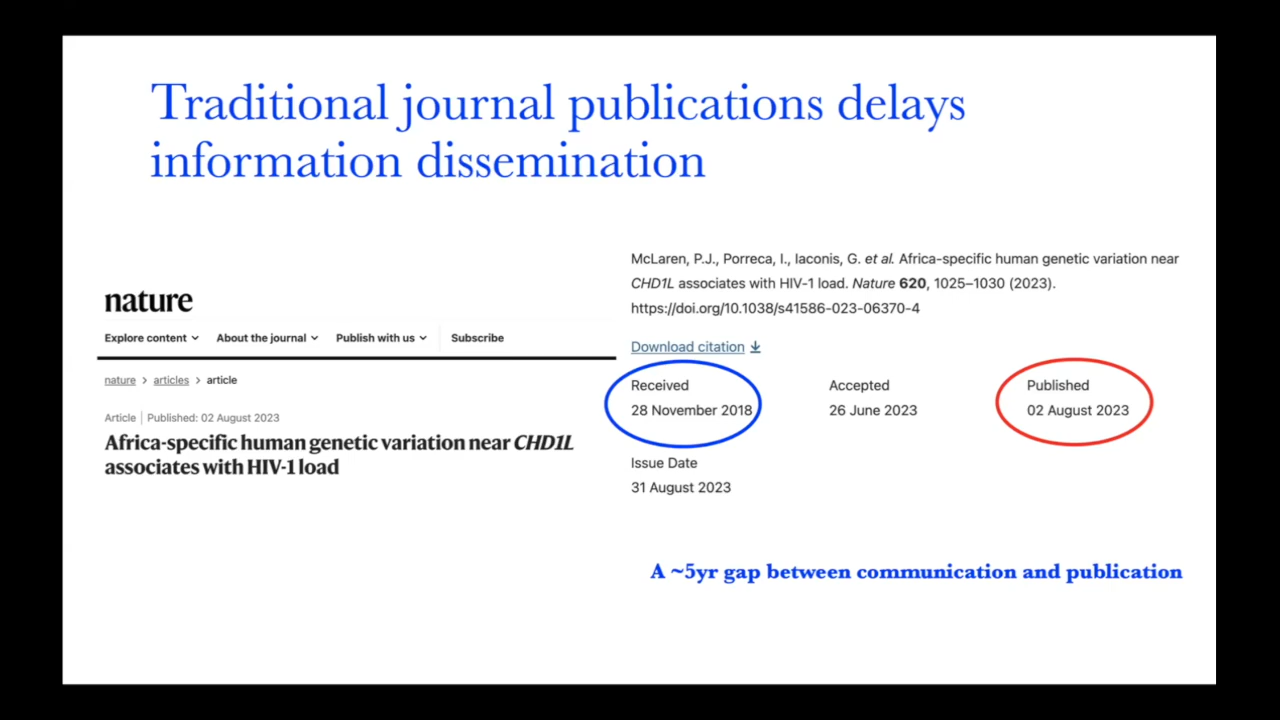 Traditional journal publications delays
information dissemination
nature
Explore content About the journal Publish with us Subscribe
nature > articles > article
Article | Published: 02 August 2023
Africa-specific human genetic variation near CHD1L
associates with HIV-1 load
McLaren, P.J., Porreca, I., Iaconis, G. et al. Africa-specific human genetic variation near
CHD1L associates with HIV-1 load. Nature 620, 1025–1030 (2023).
https://doi.org/10.1038/s41586-023-06370-4
Download citation
Received Accepted Published
28 November 2018 26 June 2023 02 August 2023
Issue Date
31 August 2023
A ~5yr gap between communication and publication